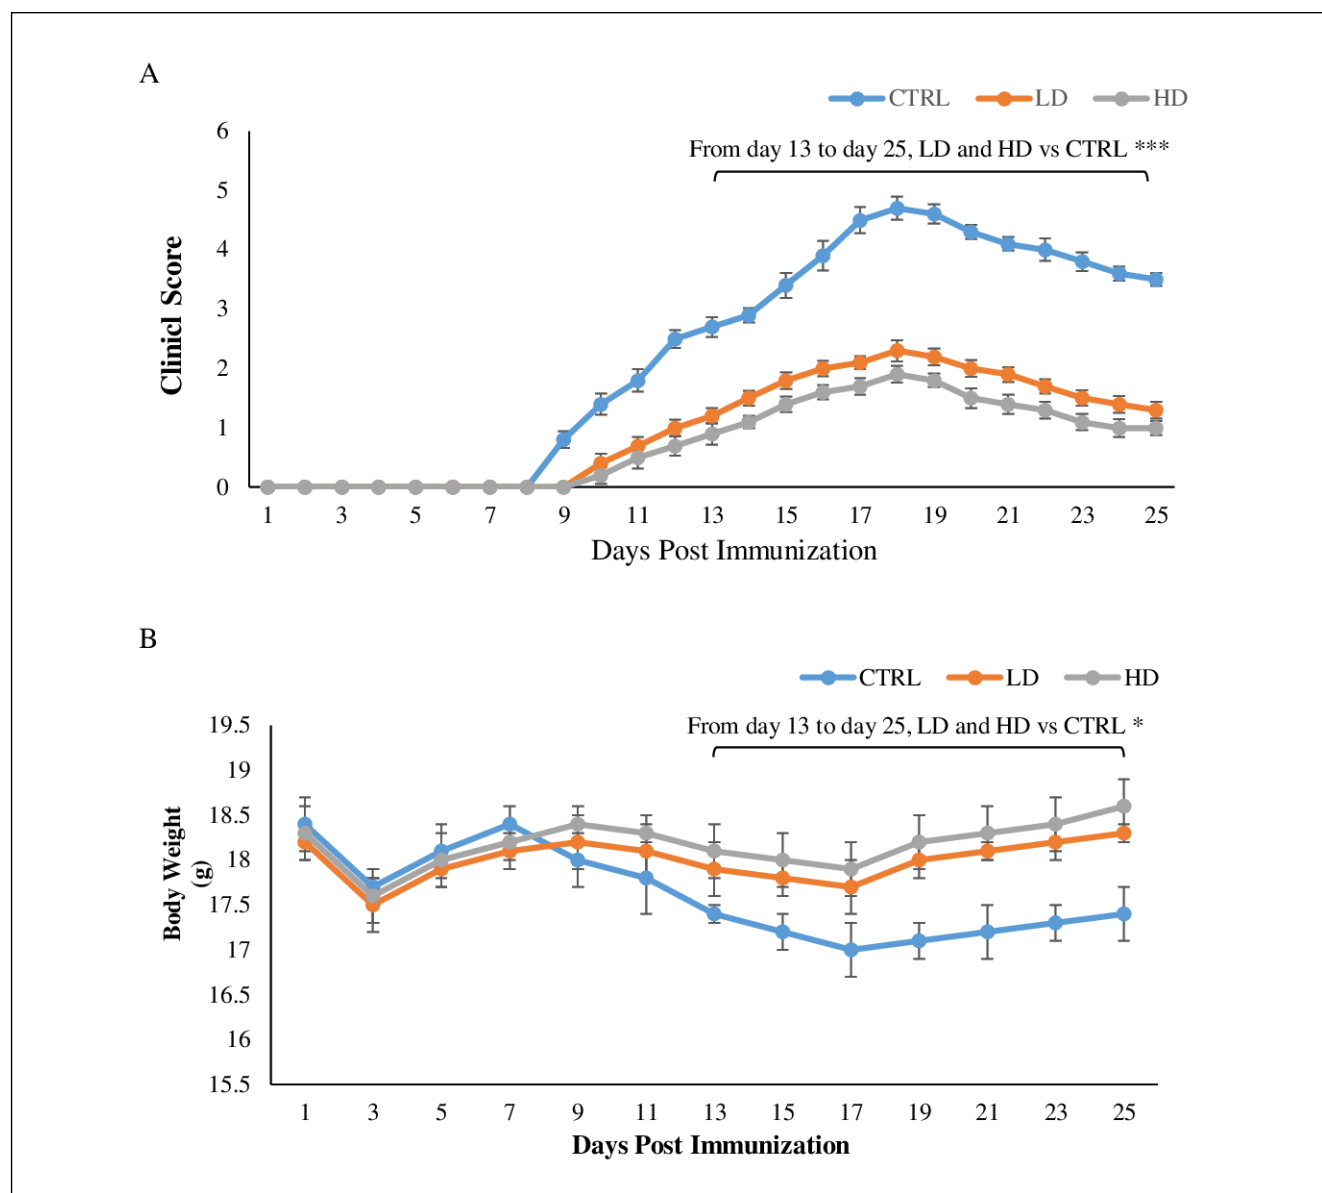 A
CTRL LD HD
From day 13 to day 25, LD and HD vs CTRL ***
Clinicl Score
6
5
4
3
2
1
0
1 3 5 7 9 11 13 15 17 19 21 23 25
Days Post Immunization
B
CTRL LD HD
From day 13 to day 25, LD and HD vs CTRL *
Body Weight
(g)
19.5
19
18.5
18
17.5
17
16.5
16
15.5
1 3 5 7 9 11 13 15 17 19 21 23 25
Days Post Immunization